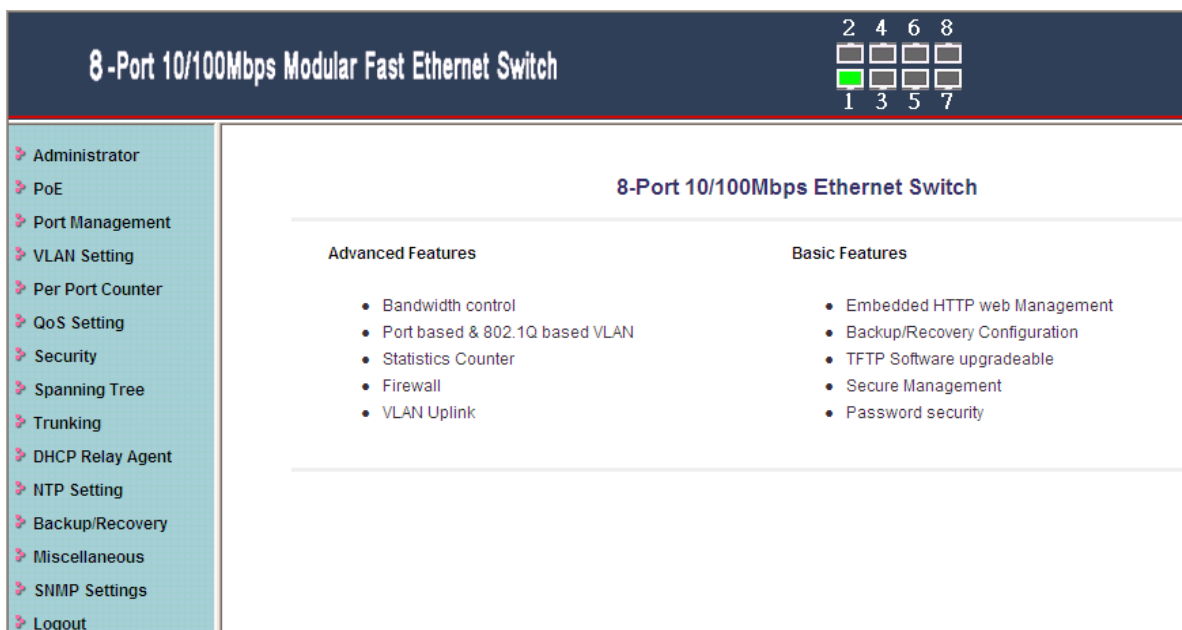 8-Port 10/100Mbps Modular Fast Ethernet Switch
2 4 6 8
1 3 5 7
Administrator
PoE
Port Management
VLAN Setting
Per Port Counter
QoS Setting
Security
Spanning Tree
Trunking
DHCP Relay Agent
NTP Setting
Backup/Recovery
Miscellaneous
SNMP Settings
Logout
8-Port 10/100Mbps Ethernet Switch
Advanced Features
Bandwidth control
Port based & 802.1Q based VLAN
Statistics Counter
Firewall
VLAN Uplink
Basic Features
Embedded HTTP web Management
Backup/Recovery Configuration
TFTP Software upgradeable
Secure Management
Password security